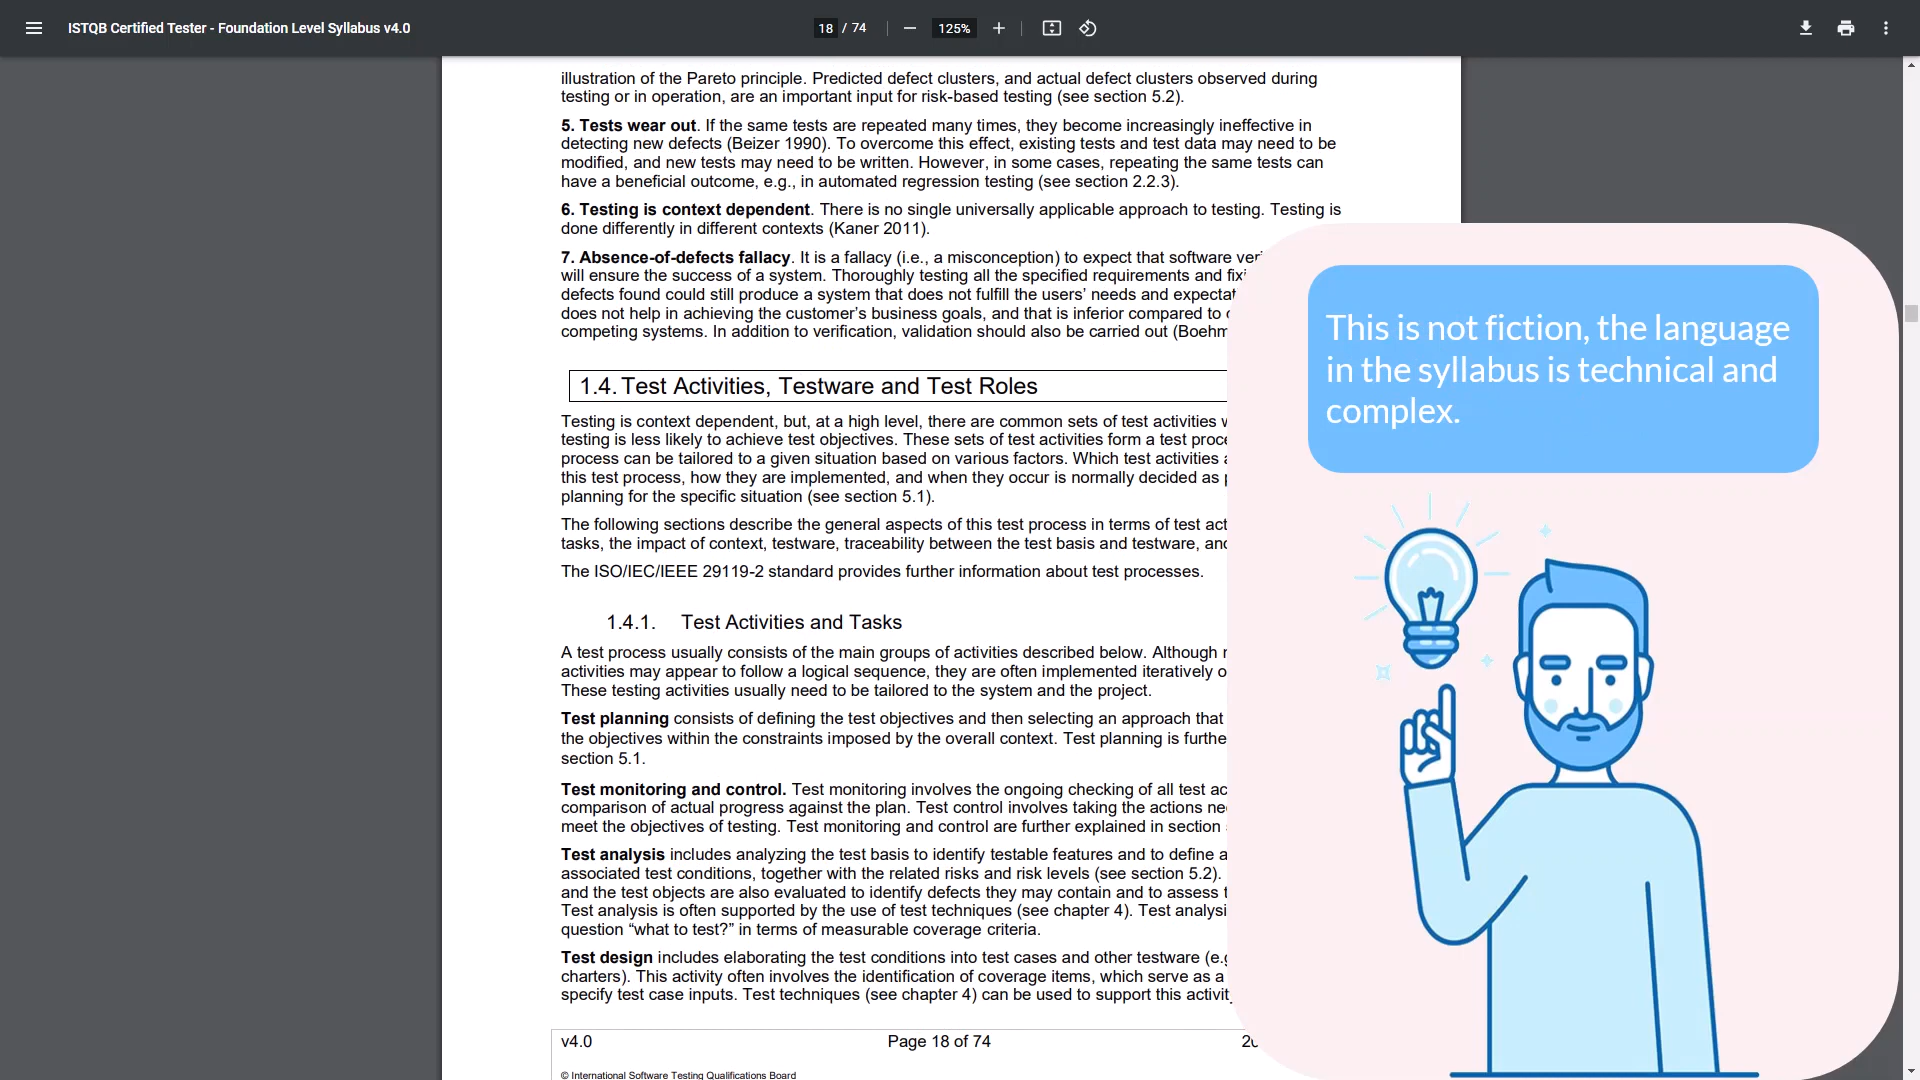 ISTQB Certified Tester - Foundation Level Syllabus v4.0
18 / 74
125%
illustration of the Pareto principle. Predicted defect clusters, and actual defect clusters observed during
testing or in operation, are an important input for risk-based testing (see section 5.2).
5. Tests wear out. If the same tests are repeated many times, they become increasingly ineffective in
detecting new defects (Beizer 1990). To overcome this effect, existing tests and test data may need to be
modified, and new tests may need to be written. However, in some cases, repeating the same tests can
have a beneficial outcome, e.g., in automated regression testing (see section 2.2.3).
6. Testing is context dependent. There is no single universally applicable approach to testing. Testing is
done differently in different contexts (Kaner 2011).
7. Absence-of-defects fallacy. It is a fallacy (i.e., a misconception) to expect that software
will ensure the success of a system. Thoroughly testing all the specified requirements and
defects found could still produce a system that does not fulfill the users’ needs and
does not help in achieving the customer’s business goals, and that is inferior compared to
competing systems. In addition to verification, validation should also be carried out (Boehm
1.4. Test Activities, Testware and Test Roles
Testing is context dependent, but, at a high level, there are common sets of test activities
testing is less likely to achieve test objectives. These sets of test activities form a test
process can be tailored to a given situation based on various factors. Which test activities
this test process, how they are implemented, and when they occur is normally decided as
planning for the specific situation (see section 5.1).
The following sections describe the general aspects of this test process in terms of test
tasks, the impact of context, testware, traceability between the test basis and testware,
The ISO/IEC/IEEE 29119-2 standard provides further information about test processes.
1.4.1. Test Activities and Tasks
A test process usually consists of the main groups of activities described below. Although
activities may appear to follow a logical sequence, they are often implemented iteratively
These testing activities usually need to be tailored to the system and the project.
Test planning consists of defining the test objectives and then selecting an approach that
the objectives within the constraints imposed by the overall context. Test planning is
section 5.1.
Test monitoring and control. Test monitoring involves the ongoing checking of all test
comparison of actual progress against the plan. Test control involves taking the actions
meet the objectives of testing. Test monitoring and control are further explained in section
Test analysis includes analyzing the test basis to identify testable features and to define
associated test conditions, together with the related risks and risk levels (see section 5.2).
and the test objects are also evaluated to identify defects they may contain and to assess
Test analysis is often supported by the use of test techniques (see chapter 4). Test
question “what to test?” in terms of measurable coverage criteria.
Test design includes elaborating the test conditions into test cases and other testware
charters). This activity often involves the identification of coverage items, which serve as a
specify test case inputs. Test techniques (see chapter 4) can be used to support this
v4.0 Page 18 of 74
© International Software Testing Qualifications Board
This is not fiction, the language
in the syllabus is technical and
complex.